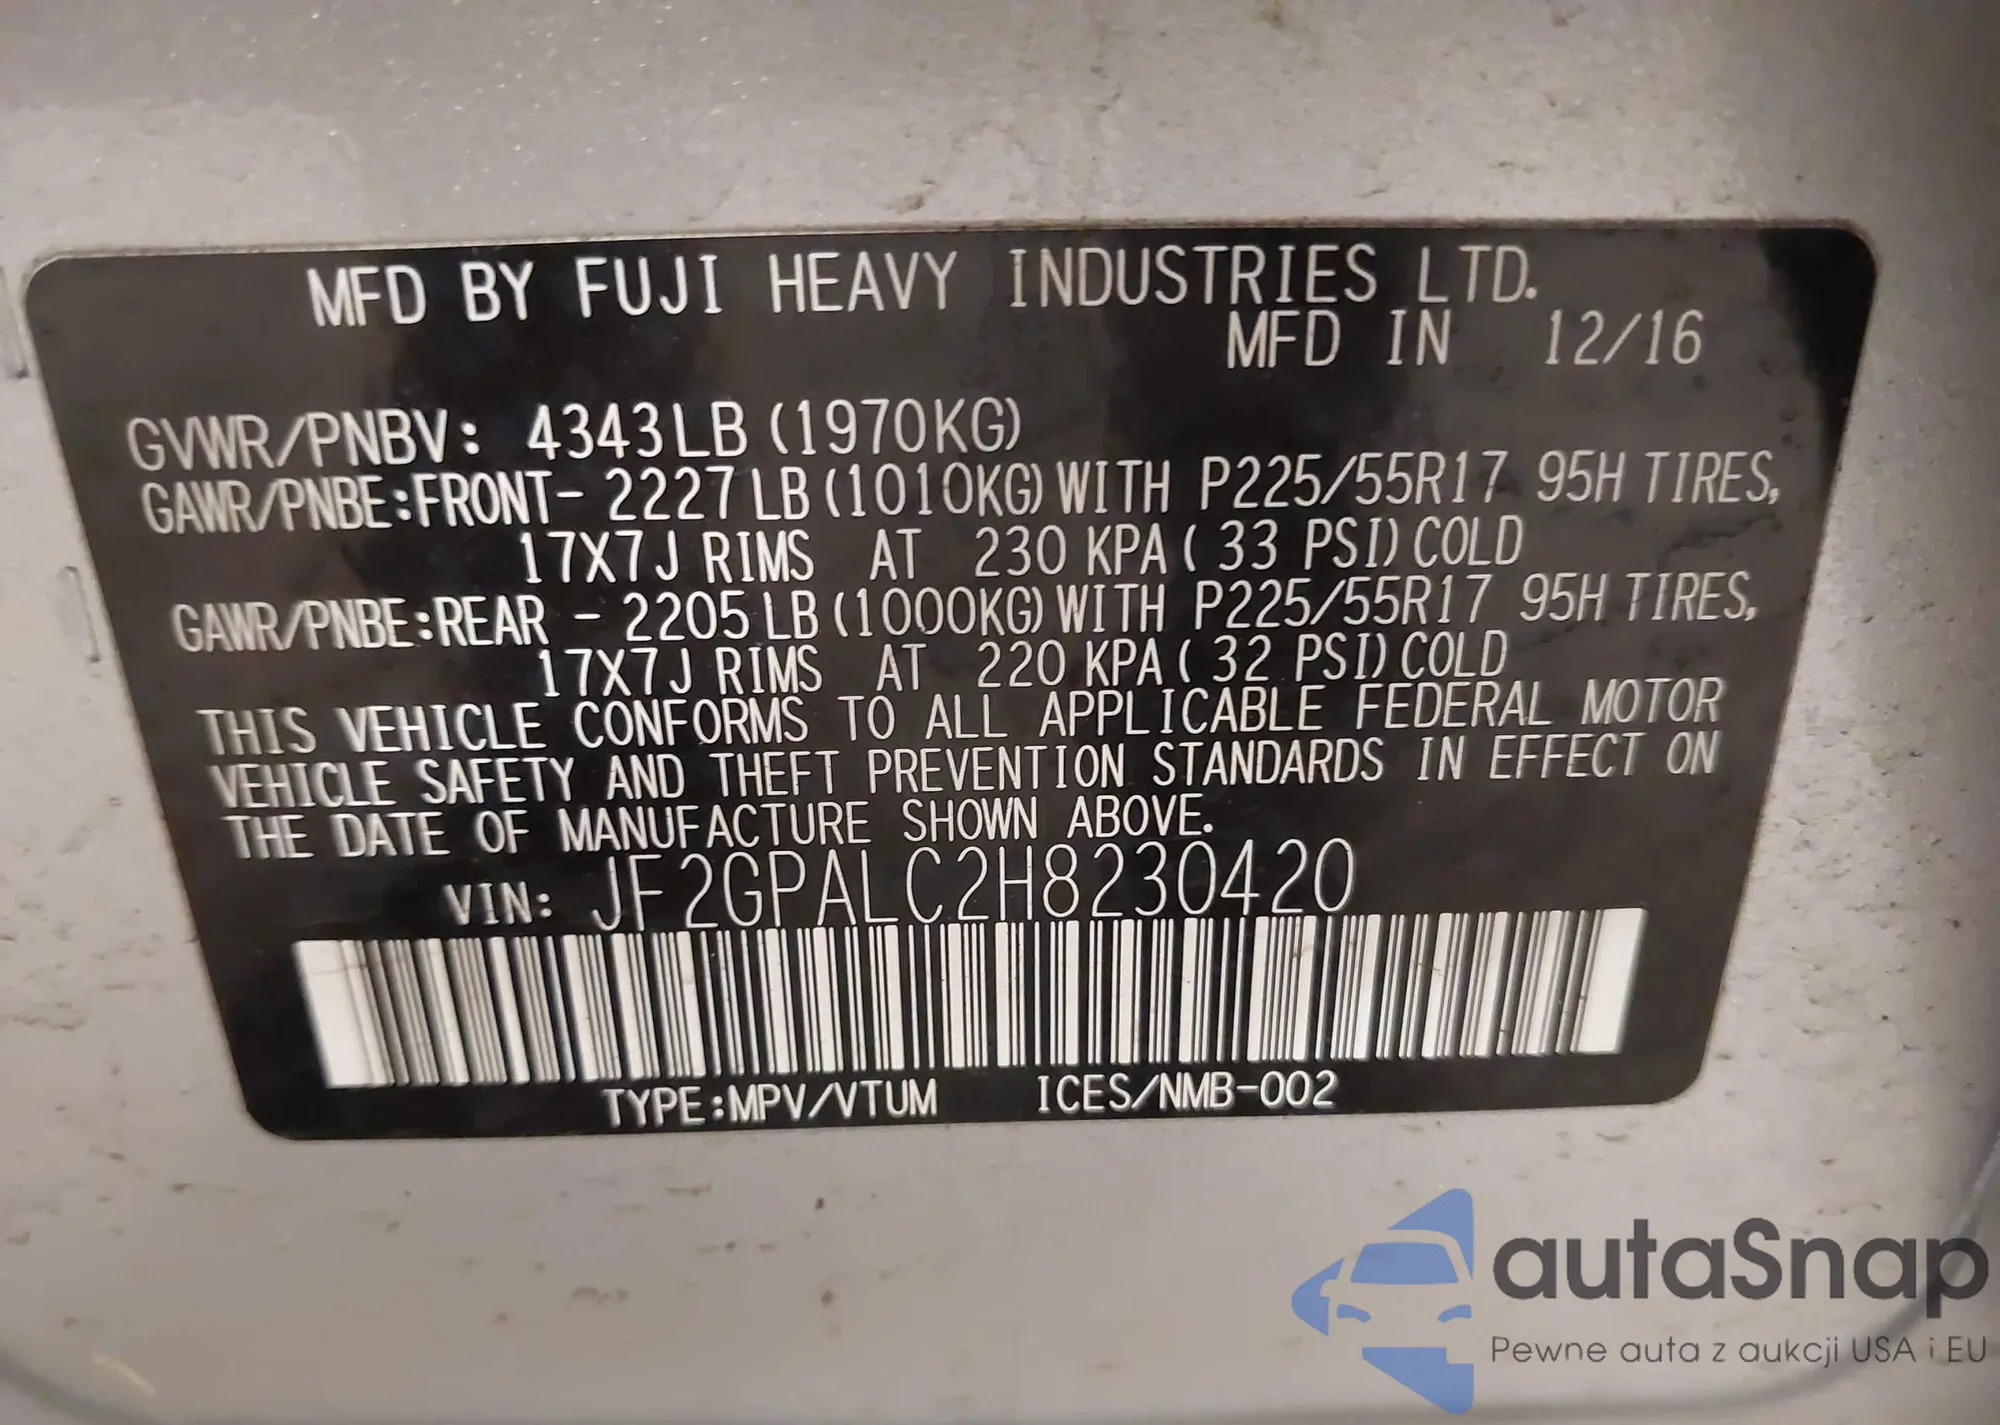 MFD BY FUJI HEAVY INDUSTRIES LTD.
MFD IN 12/16
GVWR/PNBV: 4343LB (1970KG)
GAWR/PNBE:FRONT- 2227LB (1010KG) WITH P225/55R17 95H TIRES,
17X7J RIMS AT 230 KPA ( 33 PSI) COLD
GAWR/PNBE:REAR - 2205LB (1000KG) WITH P225/55R17 95H TIRES,
17X7J RIMS AT 220 KPA ( 32 PSI) COLD
THIS VEHICLE CONFORMS TO ALL APPLICABLE FEDERAL MOTOR
VEHICLE SAFETY AND THEFT PREVENTION STANDARDS IN EFFECT ON
THE DATE OF MANUFACTURE SHOWN ABOVE.
VIN: JF2GPALC2H8230420
TYPE:MPV/VTUM ICES/NMB-002
autaSnap
Pewne auta z aukcji USA i EU